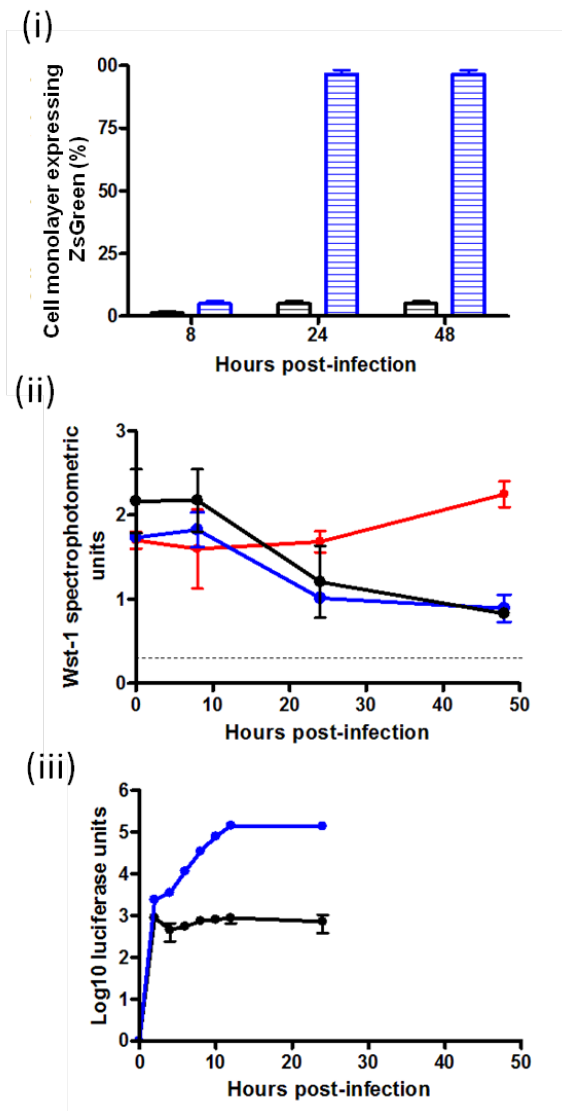 (i)
Cell monolayer expressing
ZsGreen (%)
00
75
50
25
00
8
24
48
Hours post-infection
(ii)
Wst-1 spectrophotometric
units
3
2
1
0
0
10
20
30
40
50
Hours post-infection
(iii)
Log10 luciferase units
6
5
4
3
2
1
0
0
10
20
30
40
50
Hours post-infection